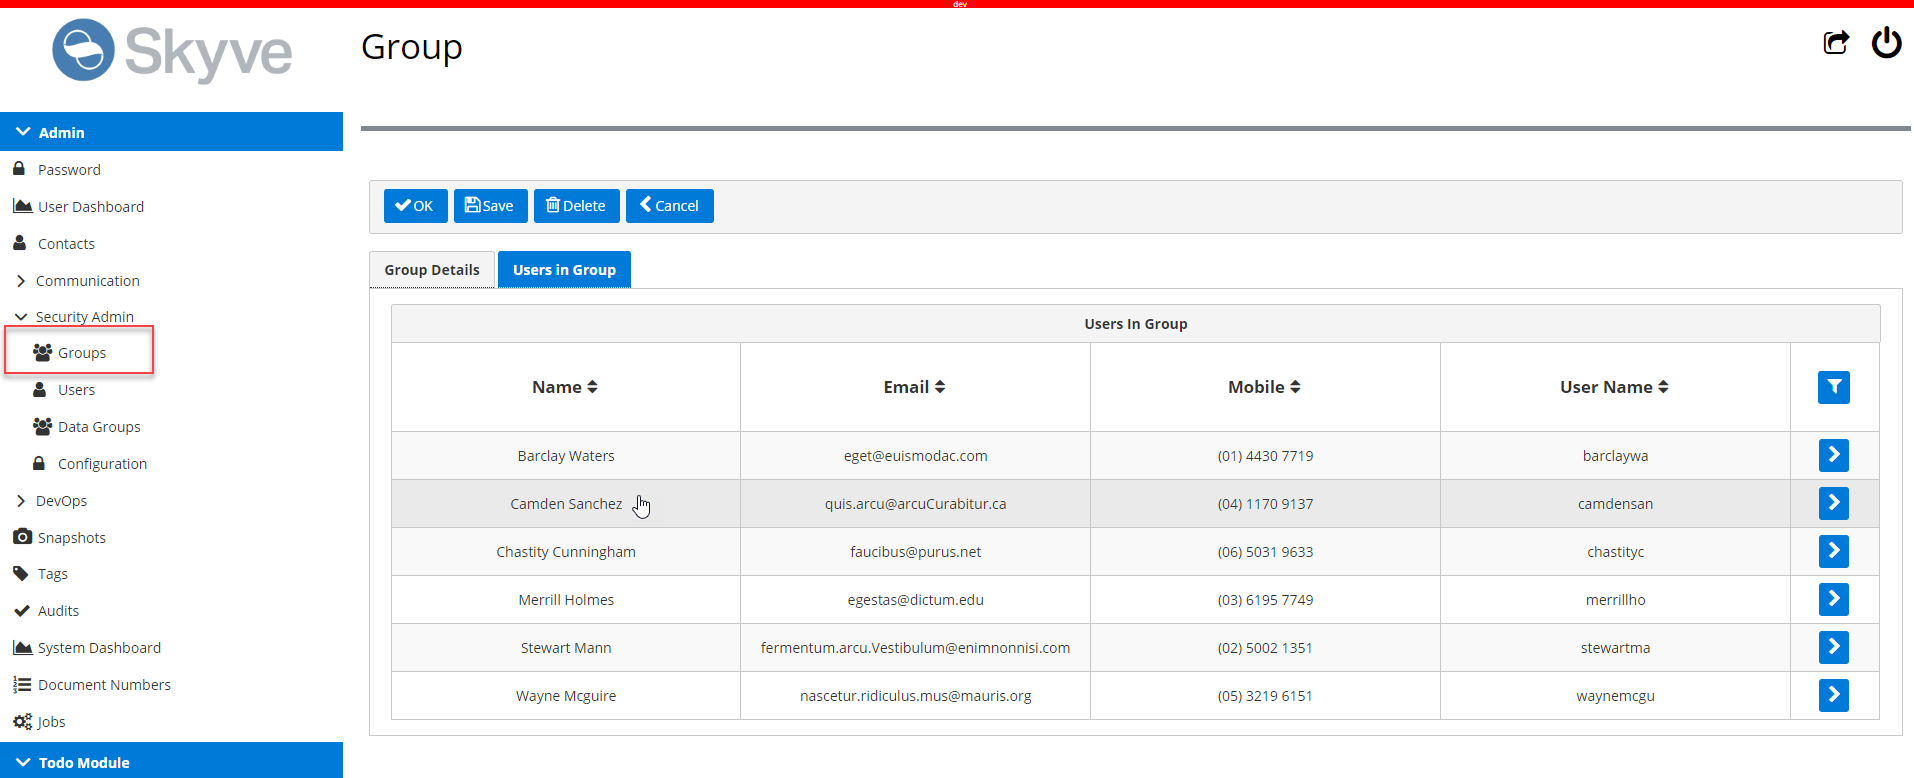 dev
Skyve
Group
Admin
Password
User Dashboard
Contacts
Communication
Security Admin
Groups
Users
Data Groups
Configuration
DevOps
Snapshots
Tags
Audits
System Dashboard
Document Numbers
Jobs
Todo Module
OK Save Delete Cancel
Group Details Users in Group
Users In Group
Name Email Mobile User Name
Barclay Waters eget@euismodac.com (01) 4430 7719 barclaywa
Camden Sanchez quis.arcu@arcuCurabitur.ca (04) 1170 9137 camdensan
Chastity Cunningham faucibus@purus.net (06) 5031 9633 chastityc
Merrill Holmes egestas@dictum.edu (03) 6195 7749 merrillho
Stewart Mann fermentum.arcu.Vestibulum@enimnonnisi.com (02) 5002 1351 stewartma
Wayne Mcguire nascetur.ridiculus.mus@mauris.org (05) 3219 6151 waynemcgu